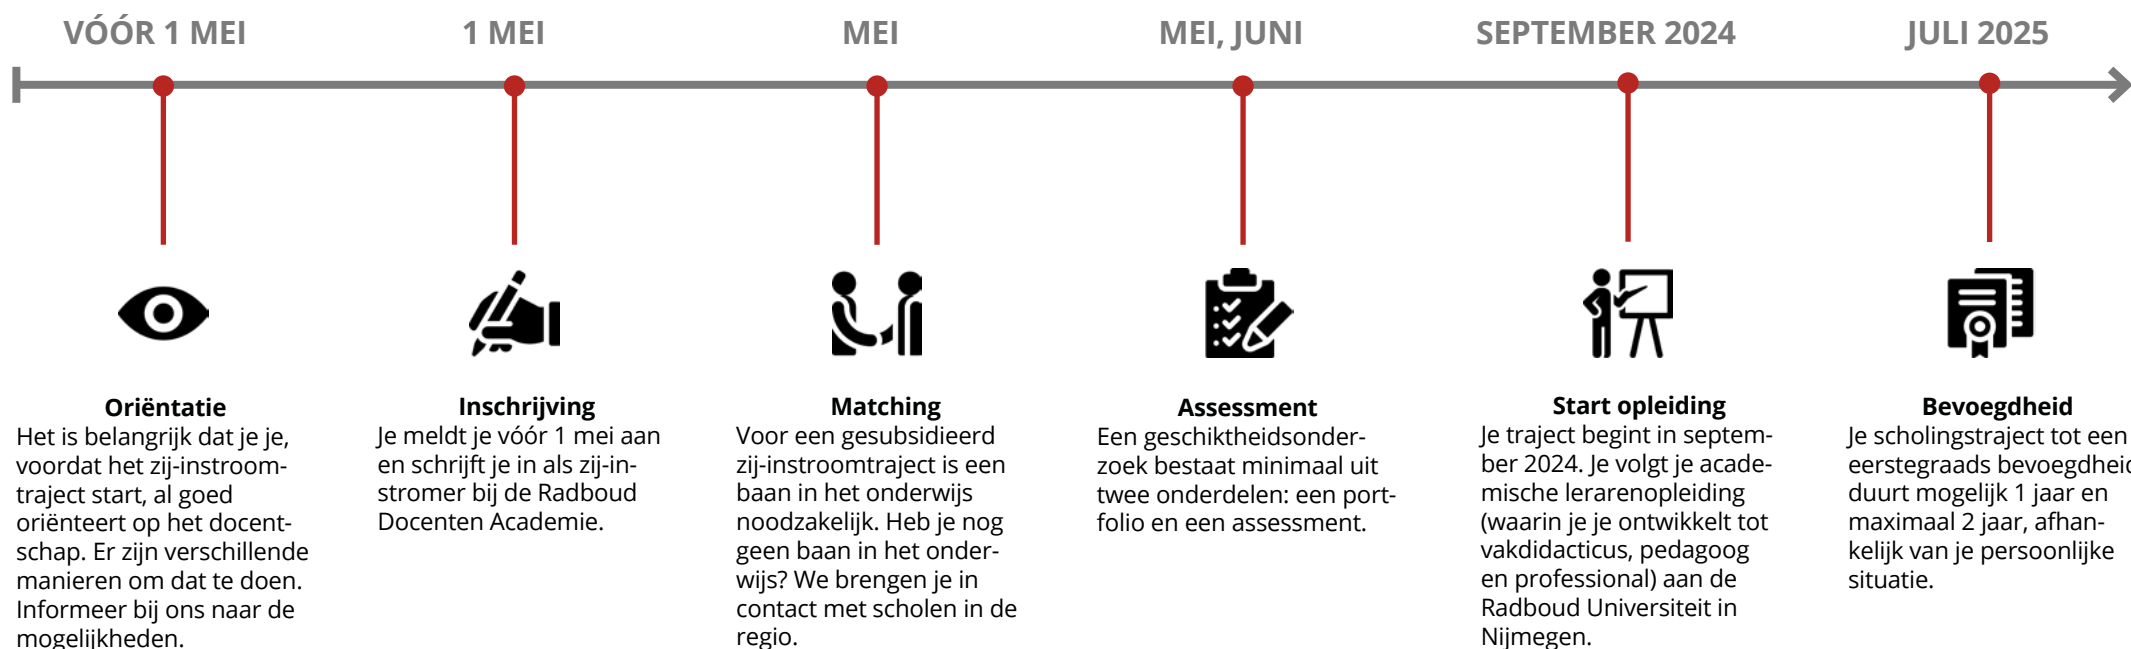 VÓÓR 1 MEI
1 MEI
MEI
MEI, JUNI
SEPTEMBER 2024
JULI 2025
Oriëntatie
Het is belangrijk dat je je,
voordat het zij-instroom-
traject start, al goed
oriënteert op het docent-
schap. Er zijn verschillende
manieren om dat te doen.
Informeer bij ons naar de
mogelijkheden.
Inschrijving
Je meldt je vóór 1 mei aan
en schrijft je in als zij-in-
stromer bij de Radboud
Docenten Academie.
Matching
Voor een gesubsidieerd
zij-instroomtraject is een
baan in het onderwijs
noodzakelijk. Heb je nog
geen baan in het onder-
wijs? We brengen je in
contact met scholen in de
regio.
Assessment
Een geschiktheidsonder-
zoek bestaat minimaal uit
twee onderdelen: een port-
folio en een assessment.
Start opleiding
Je traject begint in septem-
ber 2024. Je volgt je acade-
mische lerarenopleiding
(waarin je je ontwikkelt tot
vakdidacticus, pedagoog
en professional) aan de
Radboud Universiteit in
Nijmegen.
Bevoegdheid
Je scholingstraject tot een
eerstegraads bevoegdheid
duurt mogelijk 1 jaar en
maximaal 2 jaar, afhan-
kelijk van je persoonlijke
situatie.